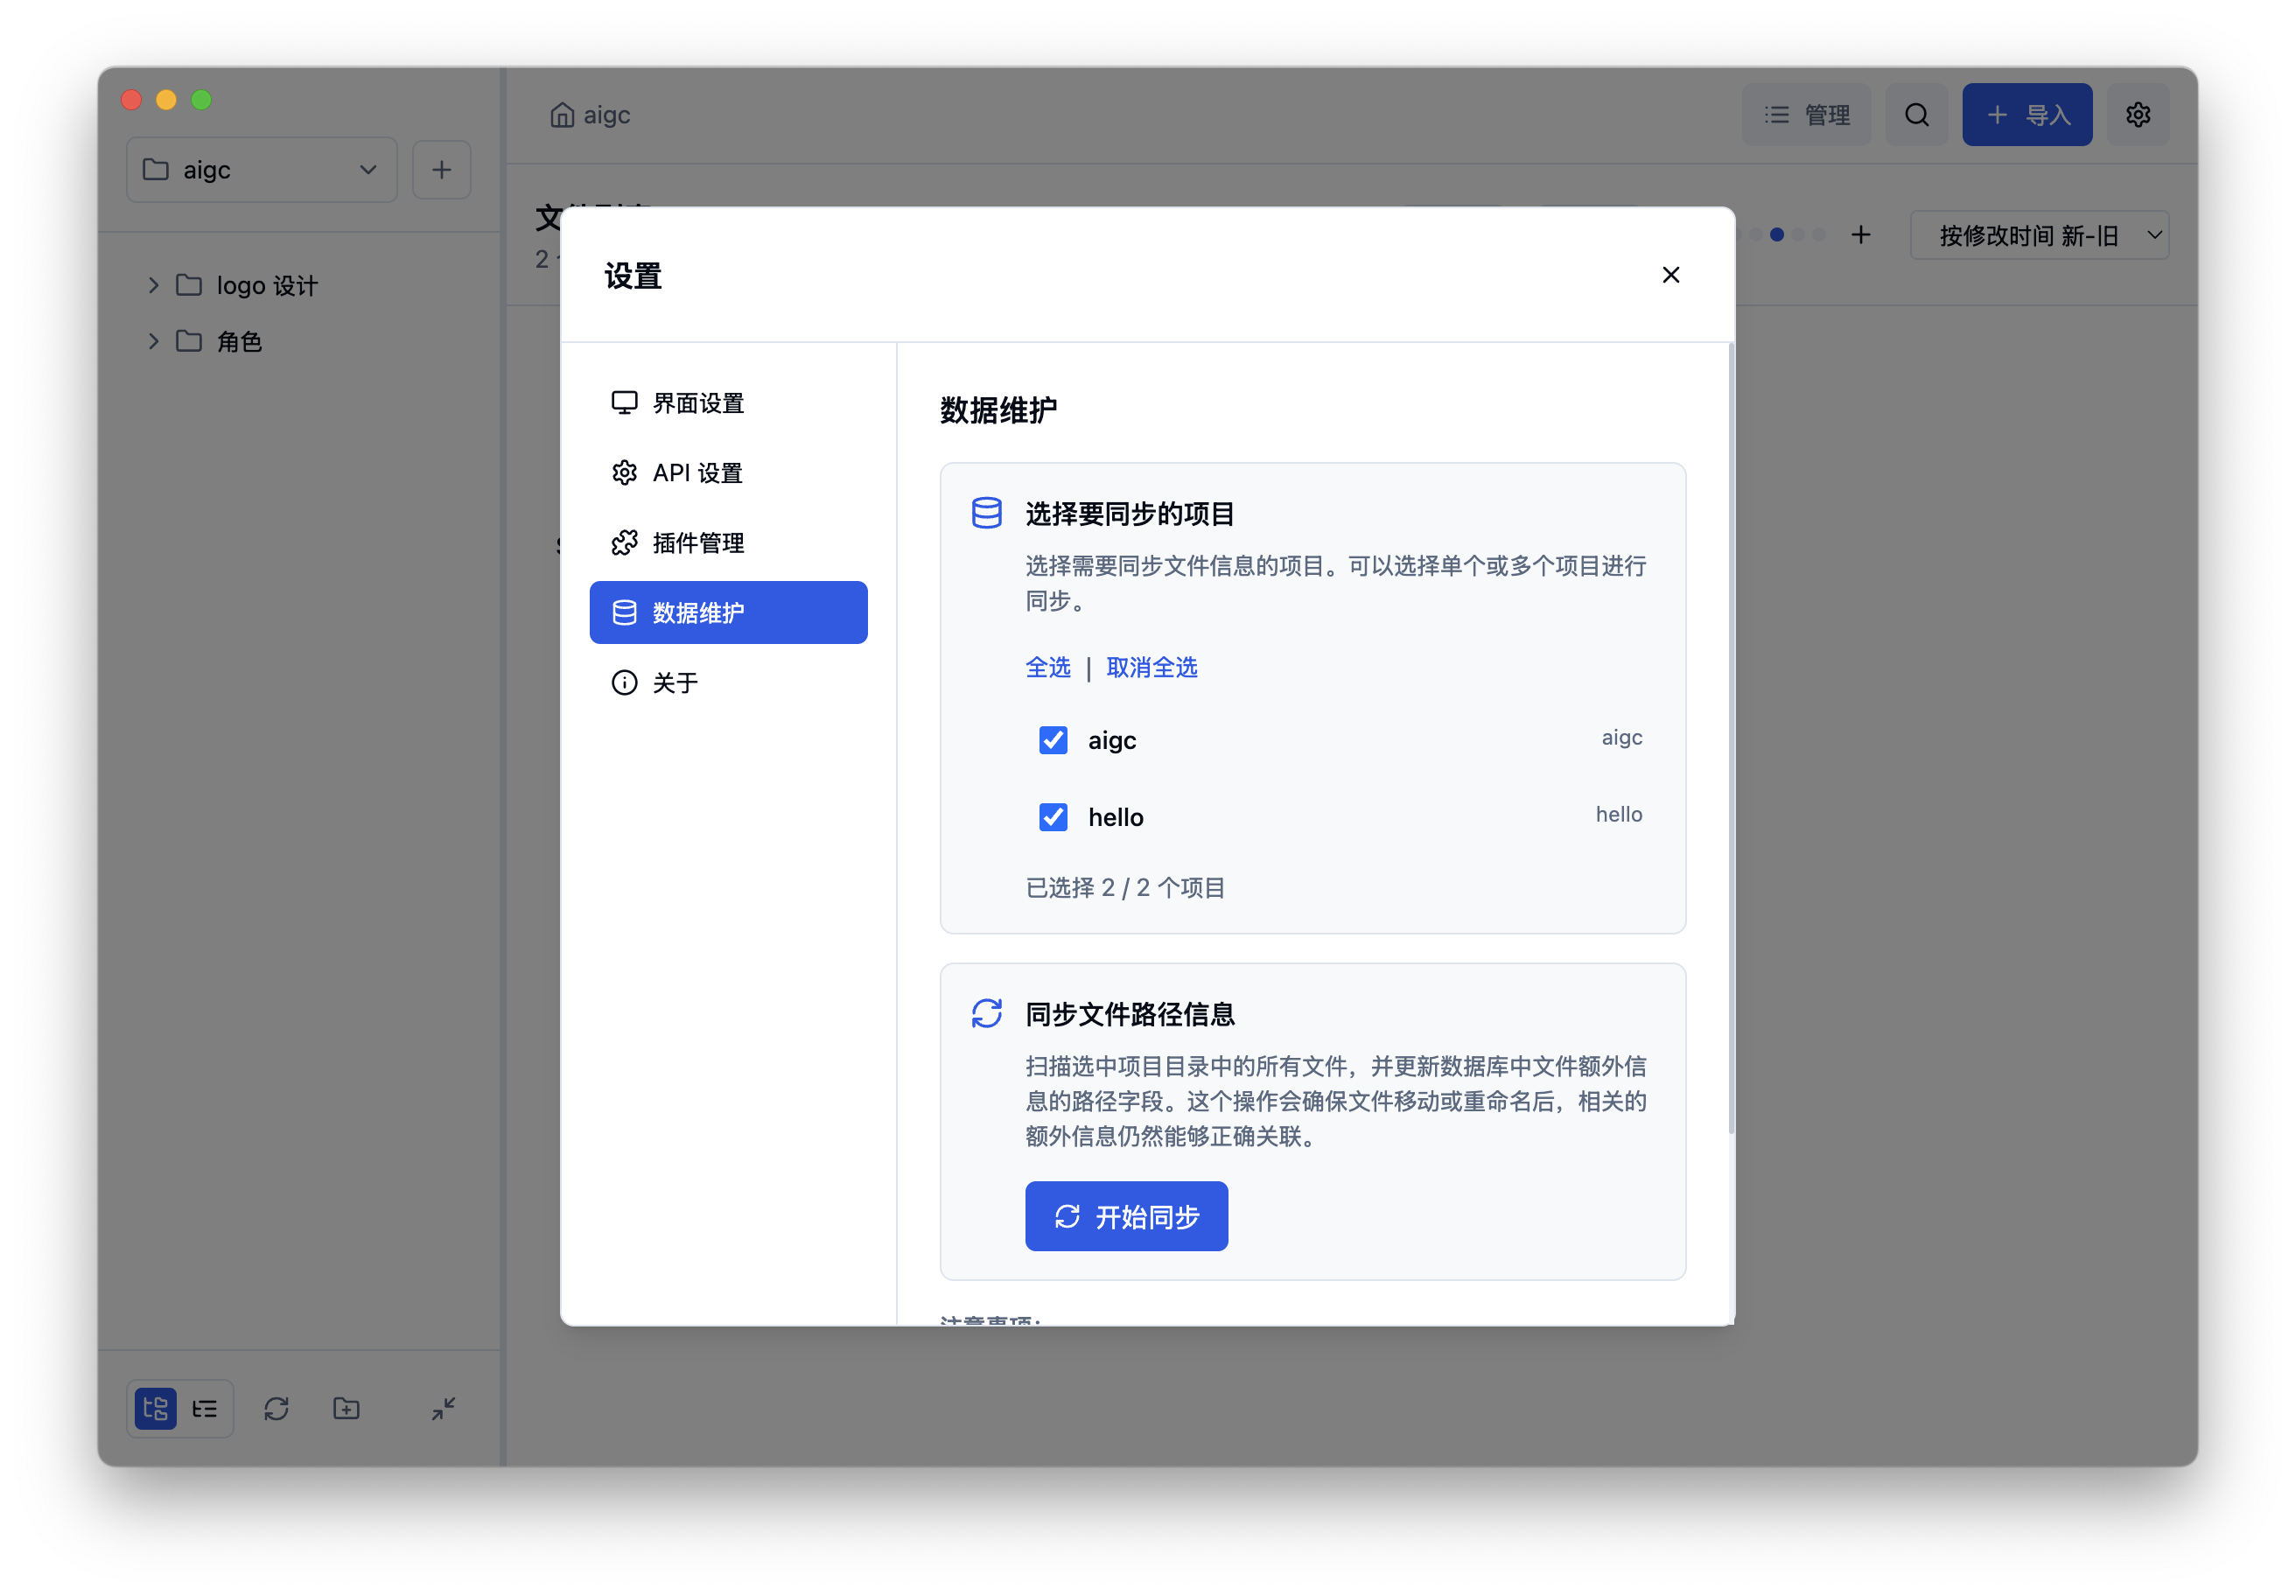 aigc
管理
导入
aigc
logo 设计
角色
文
2
按修改时间 新-旧
设置
界面设置
API 设置
插件管理
数据维护
关于
数据维护
选择要同步的项目
选择需要同步文件信息的项目。可以选择单个或多个项目进行
同步。
全选 | 取消全选
aigc aigc
hello hello
已选择 2 / 2 个项目
同步文件路径信息
扫描选中项目目录中的所有文件，并更新数据库中文件额外信
息的路径字段。这个操作会确保文件移动或重命名后，相关的
额外信息仍然能够正确关联。
开始同步
注意事项：